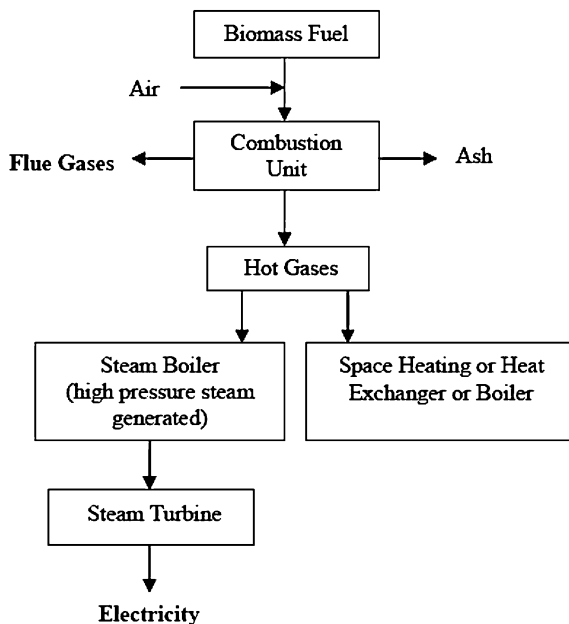 Biomass Fuel
Air
Combustion
Unit
Flue Gases
Ash
Hot Gases
Steam Boiler
(high pressure steam
generated)
Space Heating or Heat
Exchanger or Boiler
Steam Turbine
Electricity